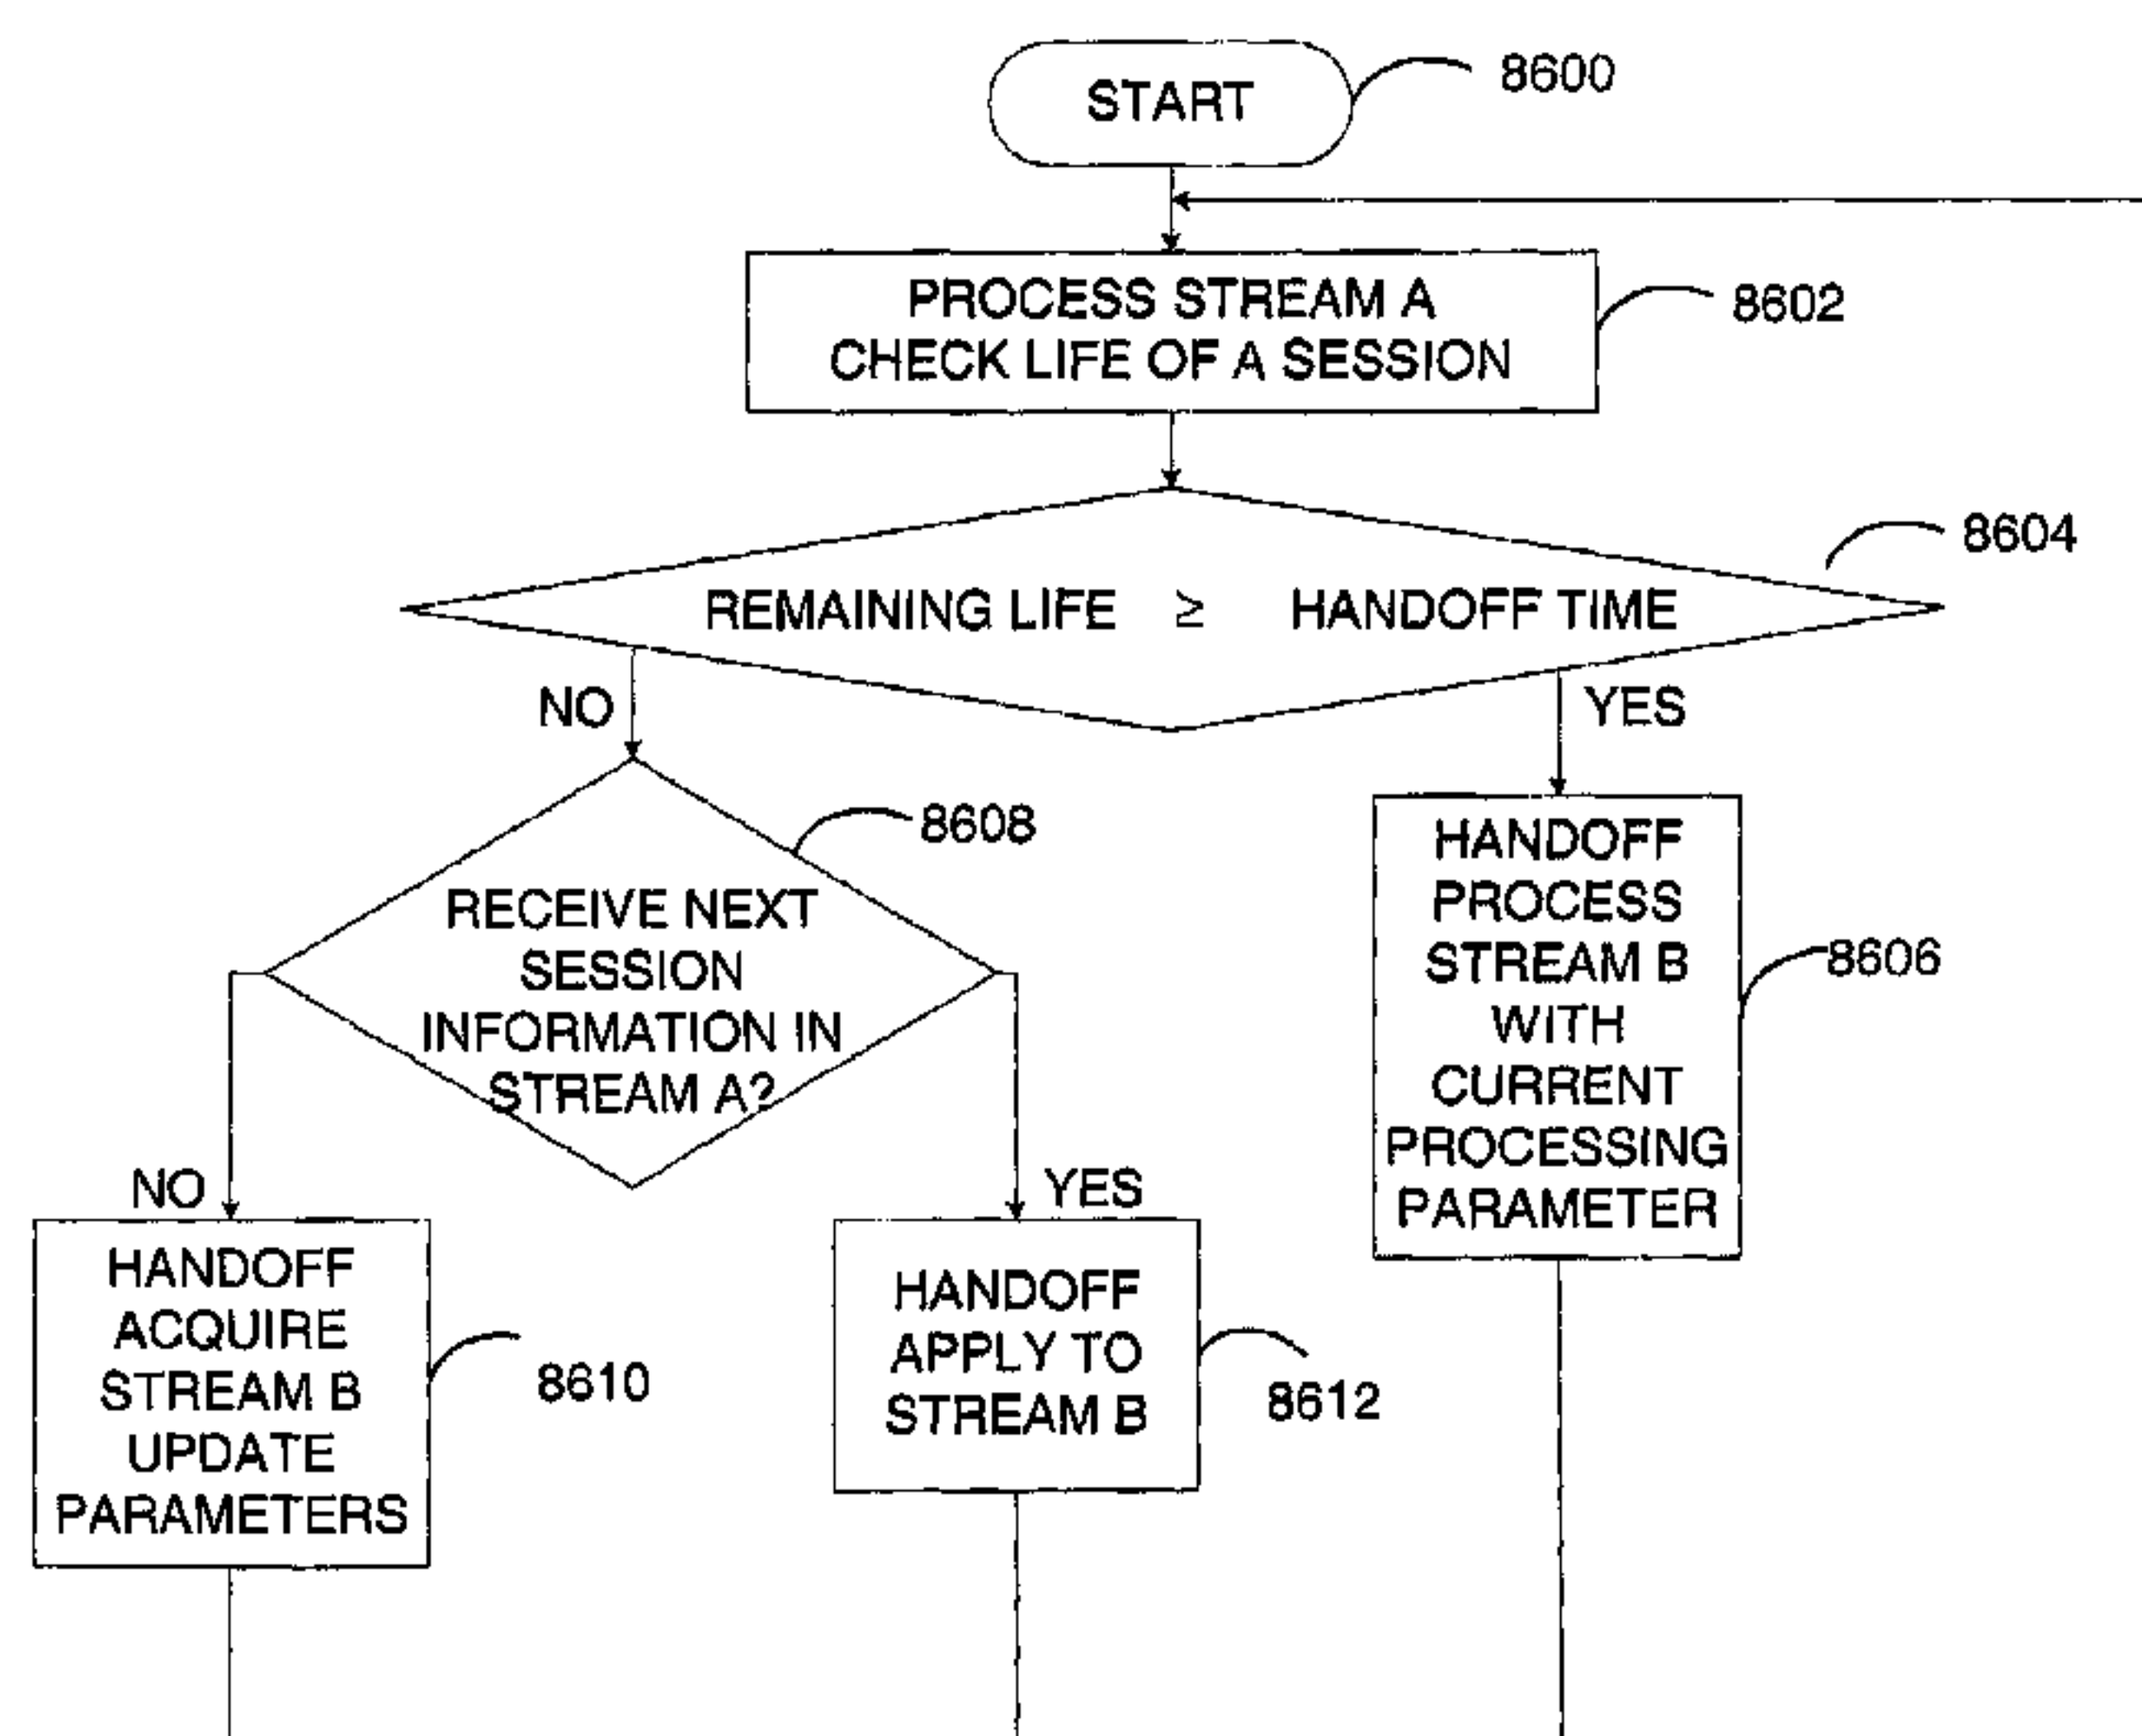 START
8600
PROCESS STREAM A
CHECK LIFE OF A SESSION
8602
8604
REMAINING LIFE ≥ HANDOFF TIME
NO
YES
8608
RECEIVE NEXT
SESSION
INFORMATION IN
STREAM A?
HANDOFF
PROCESS
STREAM B
WITH
CURRENT
PROCESSING
PARAMETER
8606
NO
YES
HANDOFF
ACQUIRE
STREAM B
UPDATE
PARAMETERS
8610
HANDOFF
APPLY TO
STREAM B
8612